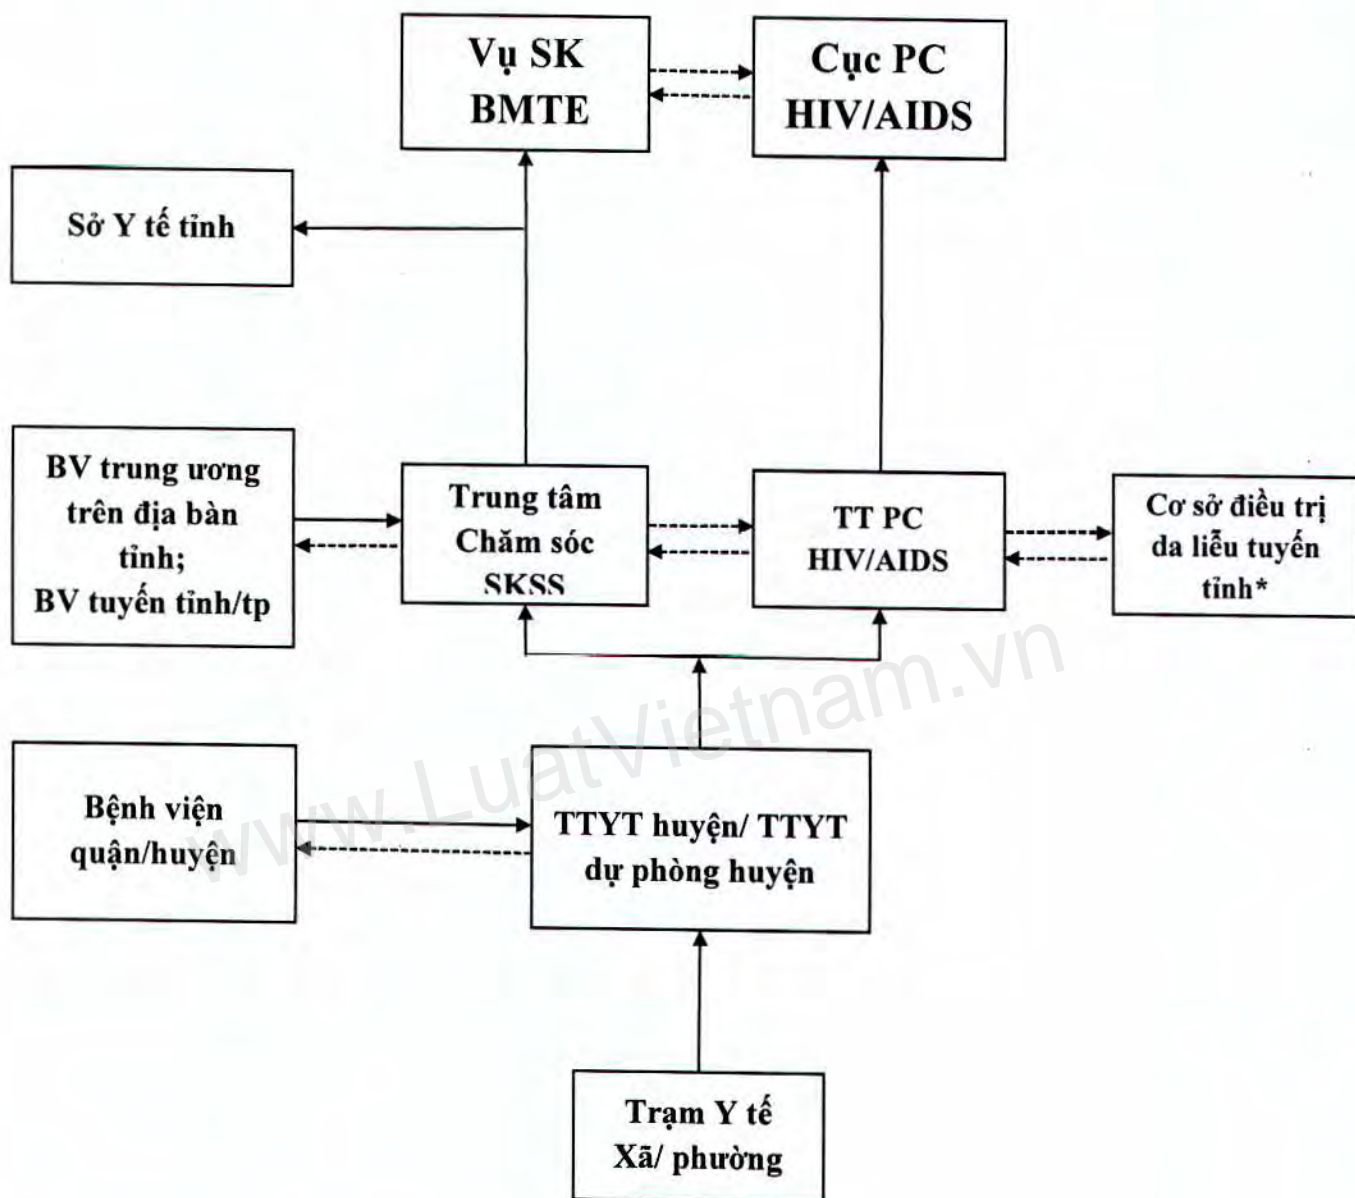 Vụ SK
BMTE
Cục PC
HIV/AIDS
Sở Y tế tỉnh
BV trung ương
trên địa bàn
tỉnh;
BV tuyến tỉnh/tp
Trung tâm
Chăm sóc
SKSS
TT PC
HIV/AIDS
Cơ sở điều trị
da liễu tuyến
tỉnh*
Bệnh viện
quận/huyện
TTYT huyện/ TTYT
dự phòng huyện
Trạm Y tế
Xã/ phường
www.LuatVietnam.vn